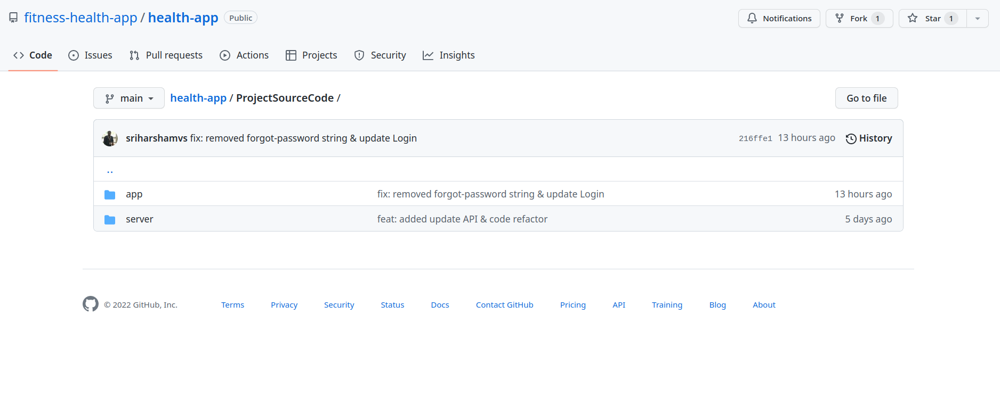 fitness-health-app / health-app Public Notifications Fork 1 Star 1
Code Issues Pull requests Actions Projects Security Insights
main health-app / ProjectSourceCode / Go to file
sriharshamvs fix: removed forgot-password string & update Login 216ffe1 13 hours ago History
..
app fix: removed forgot-password string & update Login 13 hours ago
server feat: added update API & code refactor 5 days ago
© 2022 GitHub, Inc. Terms Privacy Security Status Docs Contact GitHub Pricing API Training Blog About